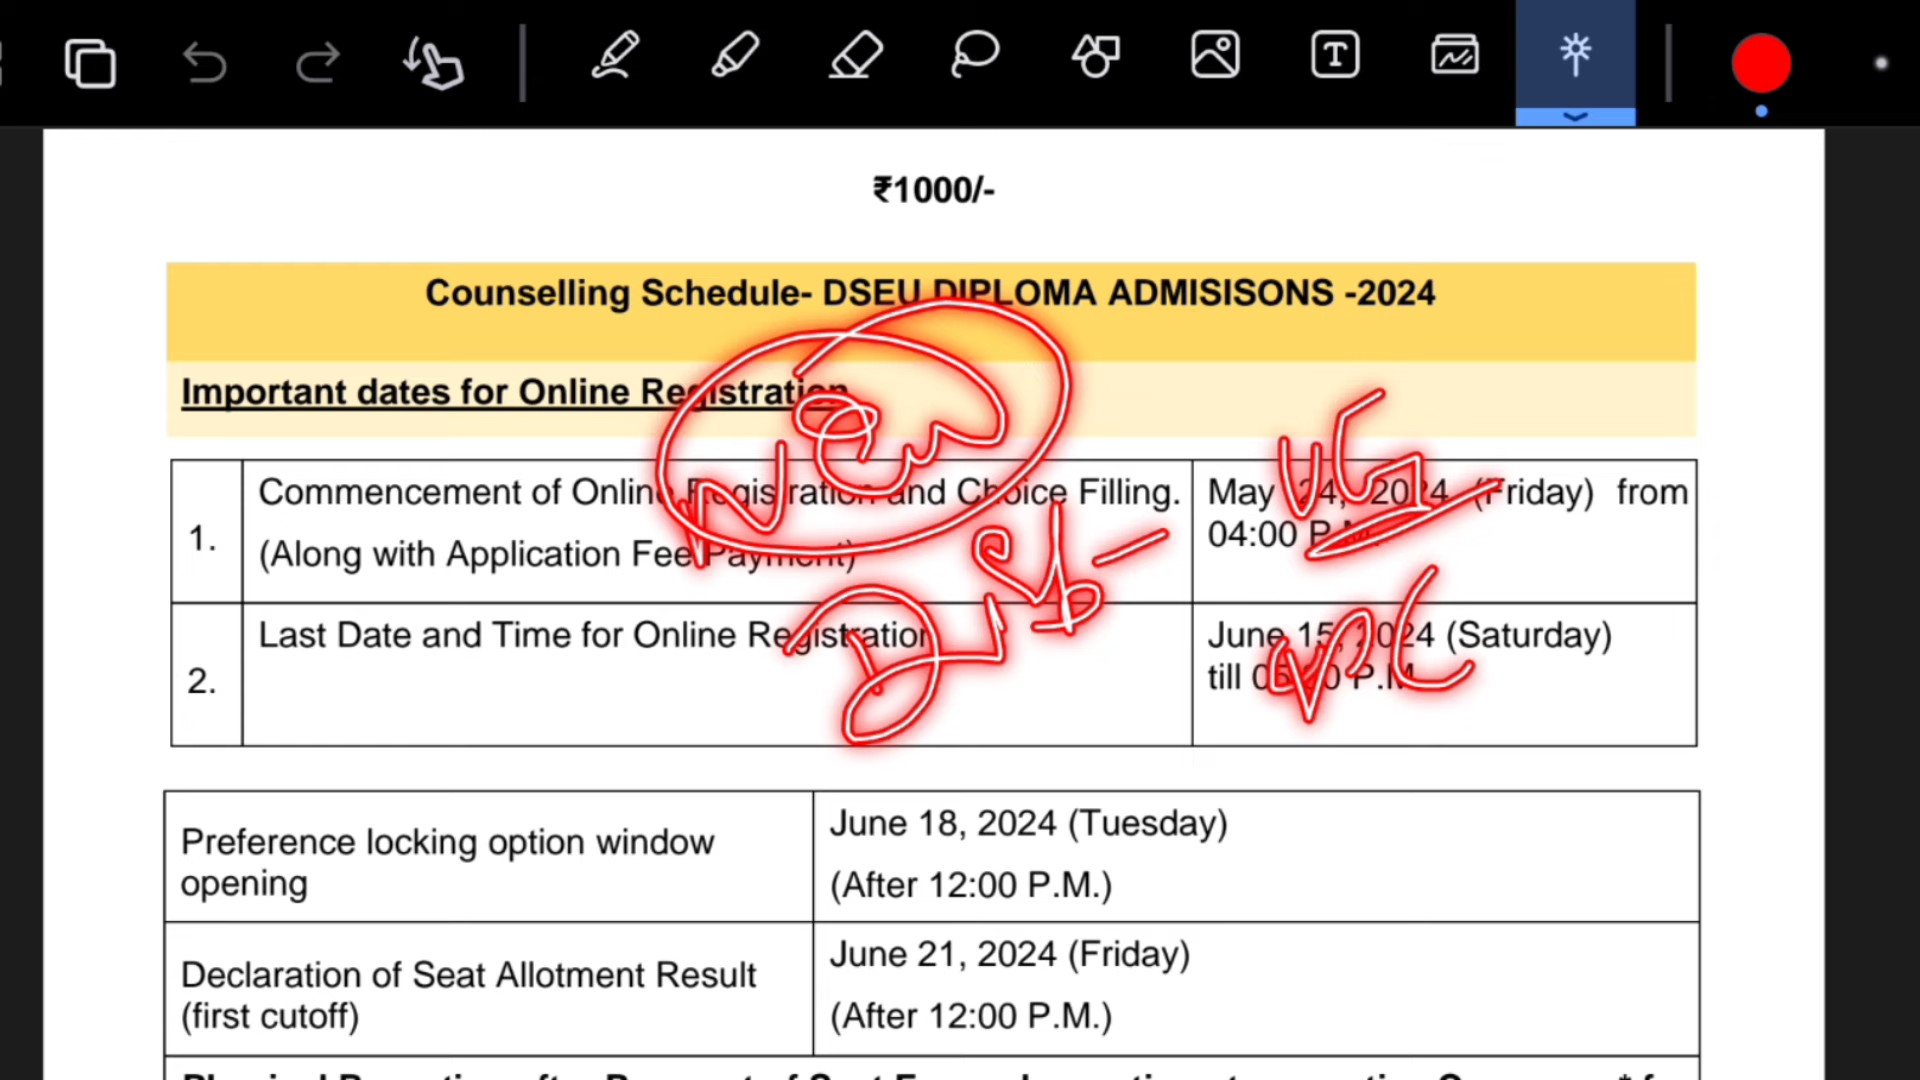 ₹1000/-
Counselling Schedule- DSEU DIPLOMA ADMISISONS -2024
Important dates for Online Registration
1.
Commencement of Online Registration and Choice Filling.
(Along with Application Fee Payment)
May 24, 2024 (Friday) from
04:00 P.M.
2.
Last Date and Time for Online Registration
June 15, 2024 (Saturday)
till P.M.
New
Preference locking option window
opening
June 18, 2024 (Tuesday)
(After 12:00 P.M.)
Declaration of Seat Allotment Result
(first cutoff)
June 21, 2024 (Friday)
(After 12:00 P.M.)